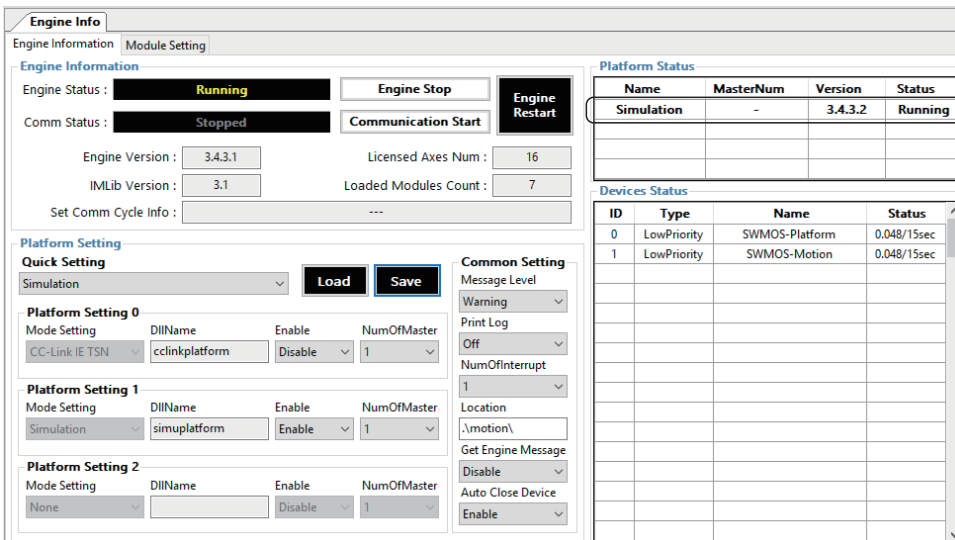 Engine Info
Engine Information Module Setting
Engine Information
Engine Status : Running Engine Stop Engine Restart
Comm Status : Stopped Communication Start
Engine Version : 3.4.3.1 Licensed Axes Num : 16
IMLib Version : 3.1 Loaded Modules Count : 7
Set Comm Cycle Info : ---
Platform Setting
Quick Setting
Simulation Load Save
Platform Setting 0
Mode Setting DllName Enable NumOfMaster
CC-Link IE TSN cclinkplatform Disable 1
Platform Setting 1
Mode Setting DllName Enable NumOfMaster
Simulation simuplatform Enable 1
Platform Setting 2
Mode Setting DllName Enable NumOfMaster
None Disable 1
Common Setting
Message Level
Warning
Print Log
Off
NumOfInterrupt
1
Location
.\motion\
Get Engine Message
Disable
Auto Close Device
Enable
Platform Status
Name MasterNum Version Status
Simulation - 3.4.3.2 Running
Devices Status
ID Type Name Status
0 LowPriority SWMOS-Platform 0.048/15sec
1 LowPriority SWMOS-Motion 0.048/15sec